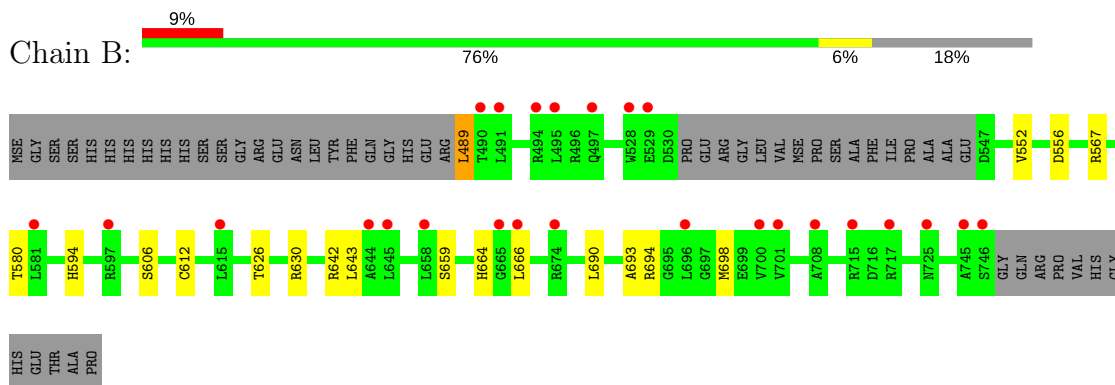 9%
Chain B:
76% 6% 18%
MSE GLY SER SER HIS HIS HIS HIS HIS HIS SER SER GLY ARG GLU ASN LEU TYR PHE GLN GLY HIS GLU ARG L489 T490 L491 R494 L495 R496 Q497 W528 E529 D530 PRO GLU ARG GLY LEU VAL MSE PRO SER ALA PHE ILE PRO ALA ALA GLU D547 V552 D556 R567
T580 L581 H594 R597 S606 C612 L615 T626 R630 R642 L643 A644 L645 L658 S659 H664 G665 L666 R674 L690 A693 R694 G695 L696 G697 M698 E699 V700 V701 A708 R715 D716 R717 N725 A745 S746 GLY GLN ARG PRO VAL HIS GLY
HIS GLU THR ALA PRO